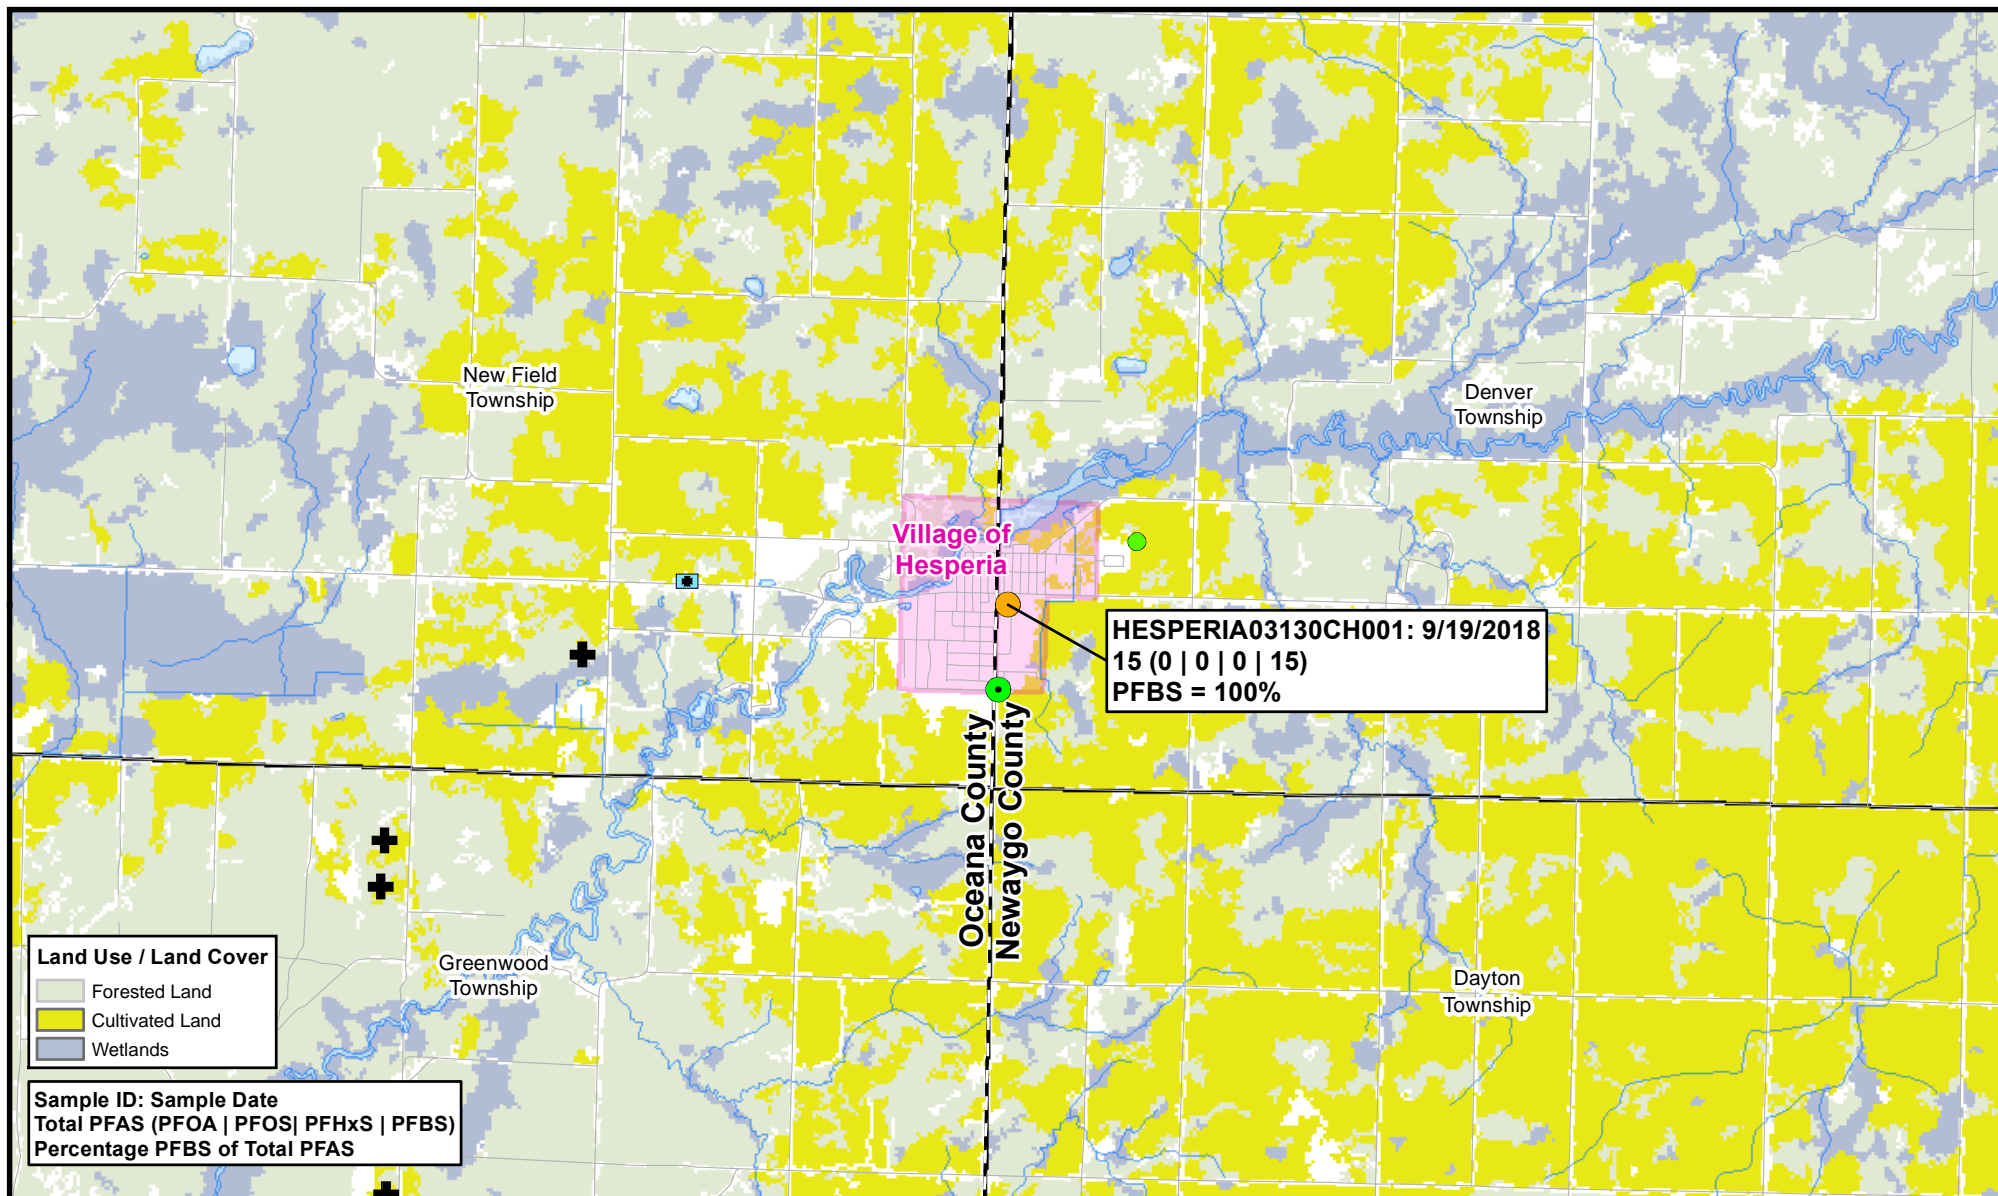 New Field
Township
Denver
Township
Village of
Hesperia
HESPERIA03130CH001: 9/19/2018
15 (0 | 0 | 0 | 15)
PFBS = 100%
Oceana County
Newaygo County
Land Use / Land Cover
Forested Land
Cultivated Land
Wetlands
Greenwood
Township
Dayton
Township
Sample ID: Sample Date
Total PFAS (PFOA | PFOS| PFHxS | PFBS)
Percentage PFBS of Total PFAS